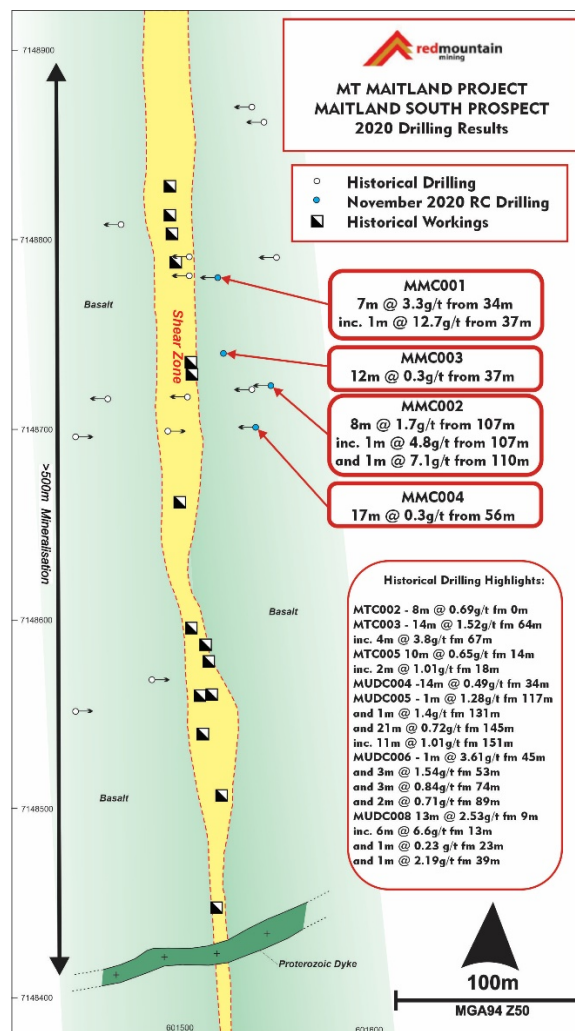 7148900
redmountain
mining
MT MAITLAND PROJECT
MAITLAND SOUTH PROSPECT
2020 Drilling Results
Historical Drilling
November 2020 RC Drilling
Historical Workings
7148800
MMC001
7m @ 3.3g/t from 34m
inc. 1m @ 12.7g/t from 37m
Basalt
Shear Zone
MMC003
12m @ 0.3g/t from 37m
MMC002
8m @ 1.7g/t from 107m
inc. 1m @ 4.8g/t from 107m
and 1m @ 7.1g/t from 110m
7148700
MMC004
17m @ 0.3g/t from 56m
>500m Mineralisation
7148600
Basalt
Historical Drilling Highlights:
MTC002 - 8m @ 0.69g/t fm 0m
MTC003 - 14m @ 1.52g/t fm 64m
inc. 4m @ 3.8g/t fm 67m
MTC005 10m @ 0.65g/t fm 14m
inc. 2m @ 1.01g/t fm 18m
MUDC004 -14m @ 0.49g/t fm 34m
MUDC005 - 1m @ 1.28g/t fm 117m
and 1m @ 1.4g/t fm 131m
and 21m @ 0.72g/t fm 145m
inc. 11m @ 1.01g/t fm 151m
MUDC006 - 1m @ 3.61g/t fm 45m
and 3m @ 1.54g/t fm 53m
and 3m @ 0.84g/t fm 74m
and 2m @ 0.71g/t fm 89m
MUDC008 13m @ 2.53g/t fm 9m
inc. 6m @ 6.6g/t fm 13m
and 1m @ 0.23 g/t fm 23m
and 1m @ 2.19g/t fm 39m
Basalt
7148500
Proterozoic Dyke
100m
MGA94 Z50
7148400
601500
601800